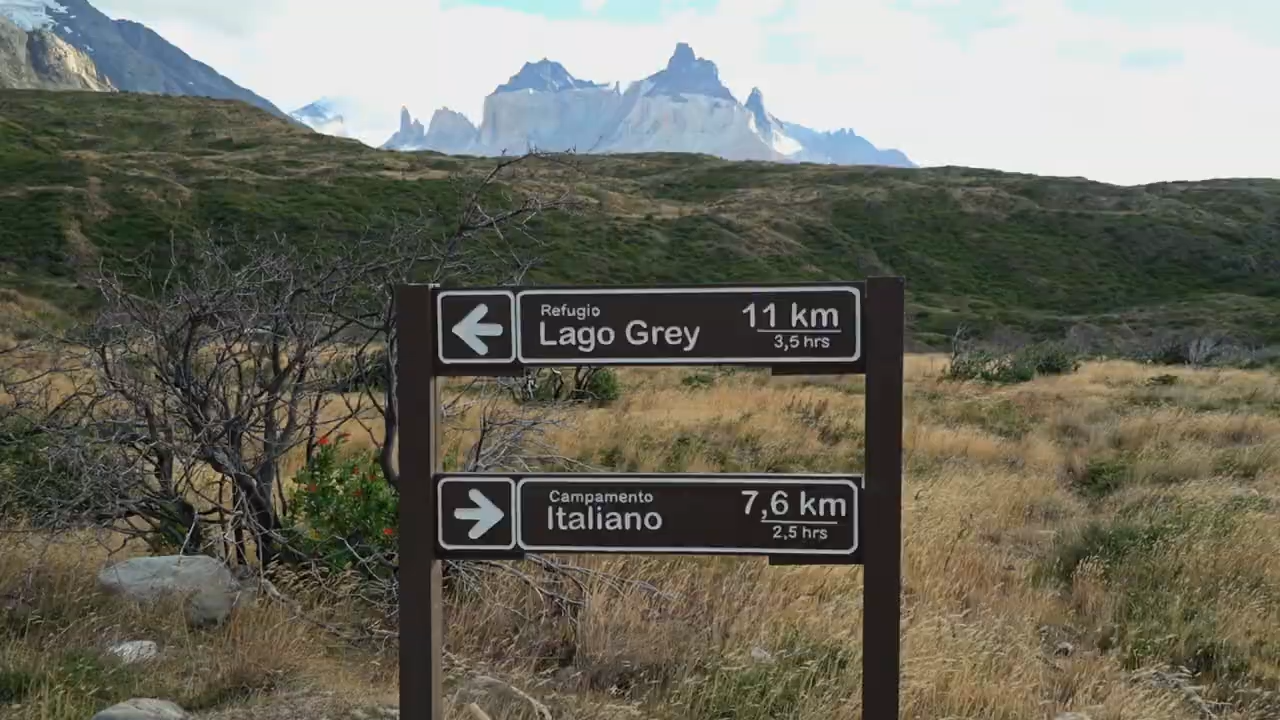 Refugio
Lago Grey
11 km
3,5 hrs
Campamento
Italiano
7,6 km
2,5 hrs